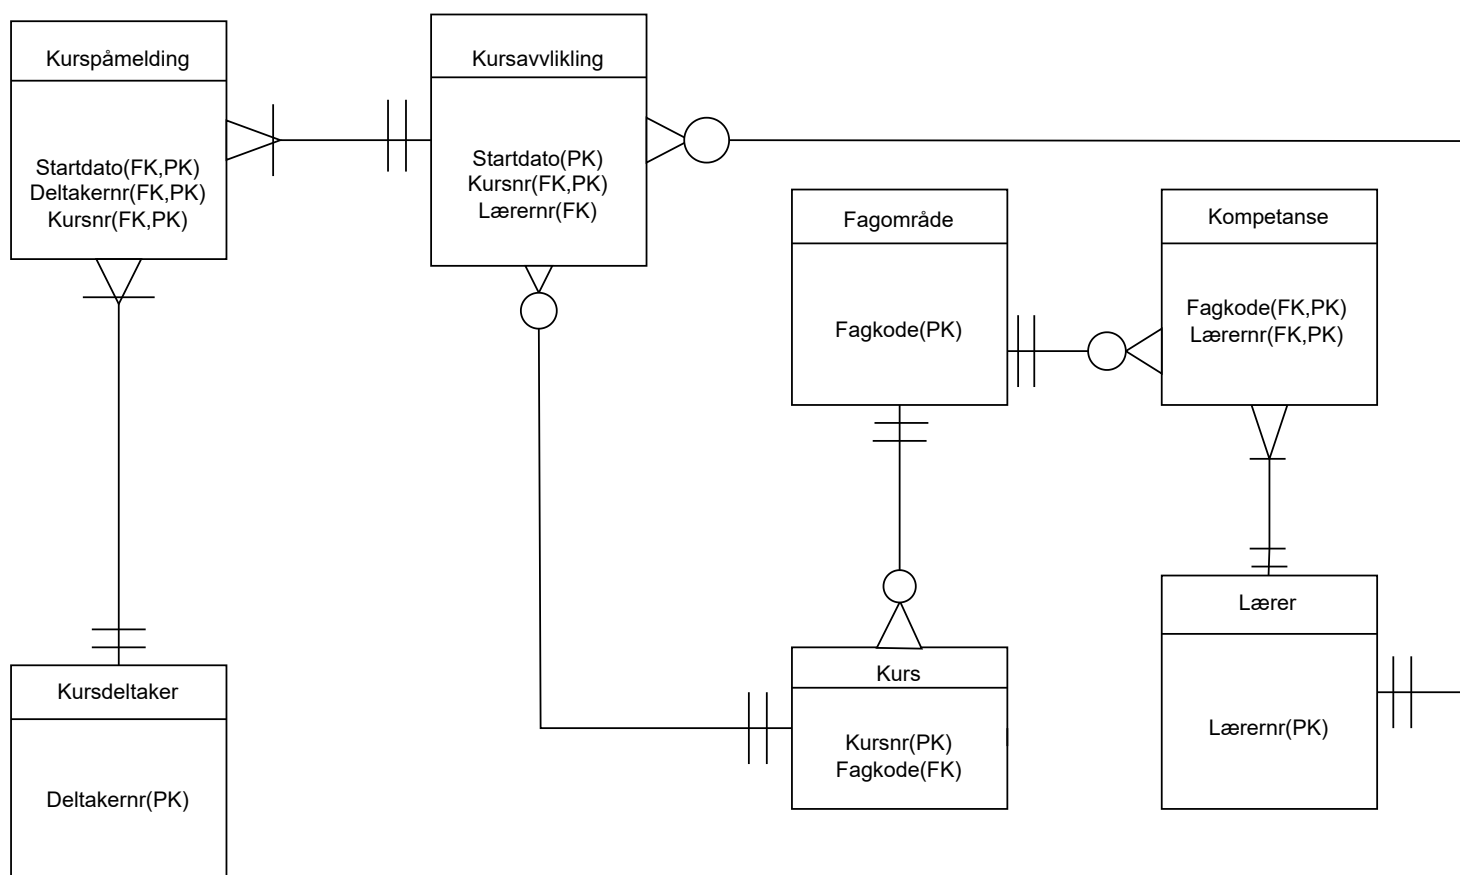 Kurspåmelding
Startdato(FK,PK)
Deltakernr(FK,PK)
Kursnr(FK,PK)
Kursavvlikling
Startdato(PK)
Kursnr(FK,PK)
Lærernr(FK)
Fagområde
Fagkode(PK)
Kompetanse
Fagkode(FK,PK)
Lærernr(FK,PK)
Kursdeltaker
Deltakernr(PK)
Kurs
Kursnr(PK)
Fagkode(FK)
Lærer
Lærernr(PK)